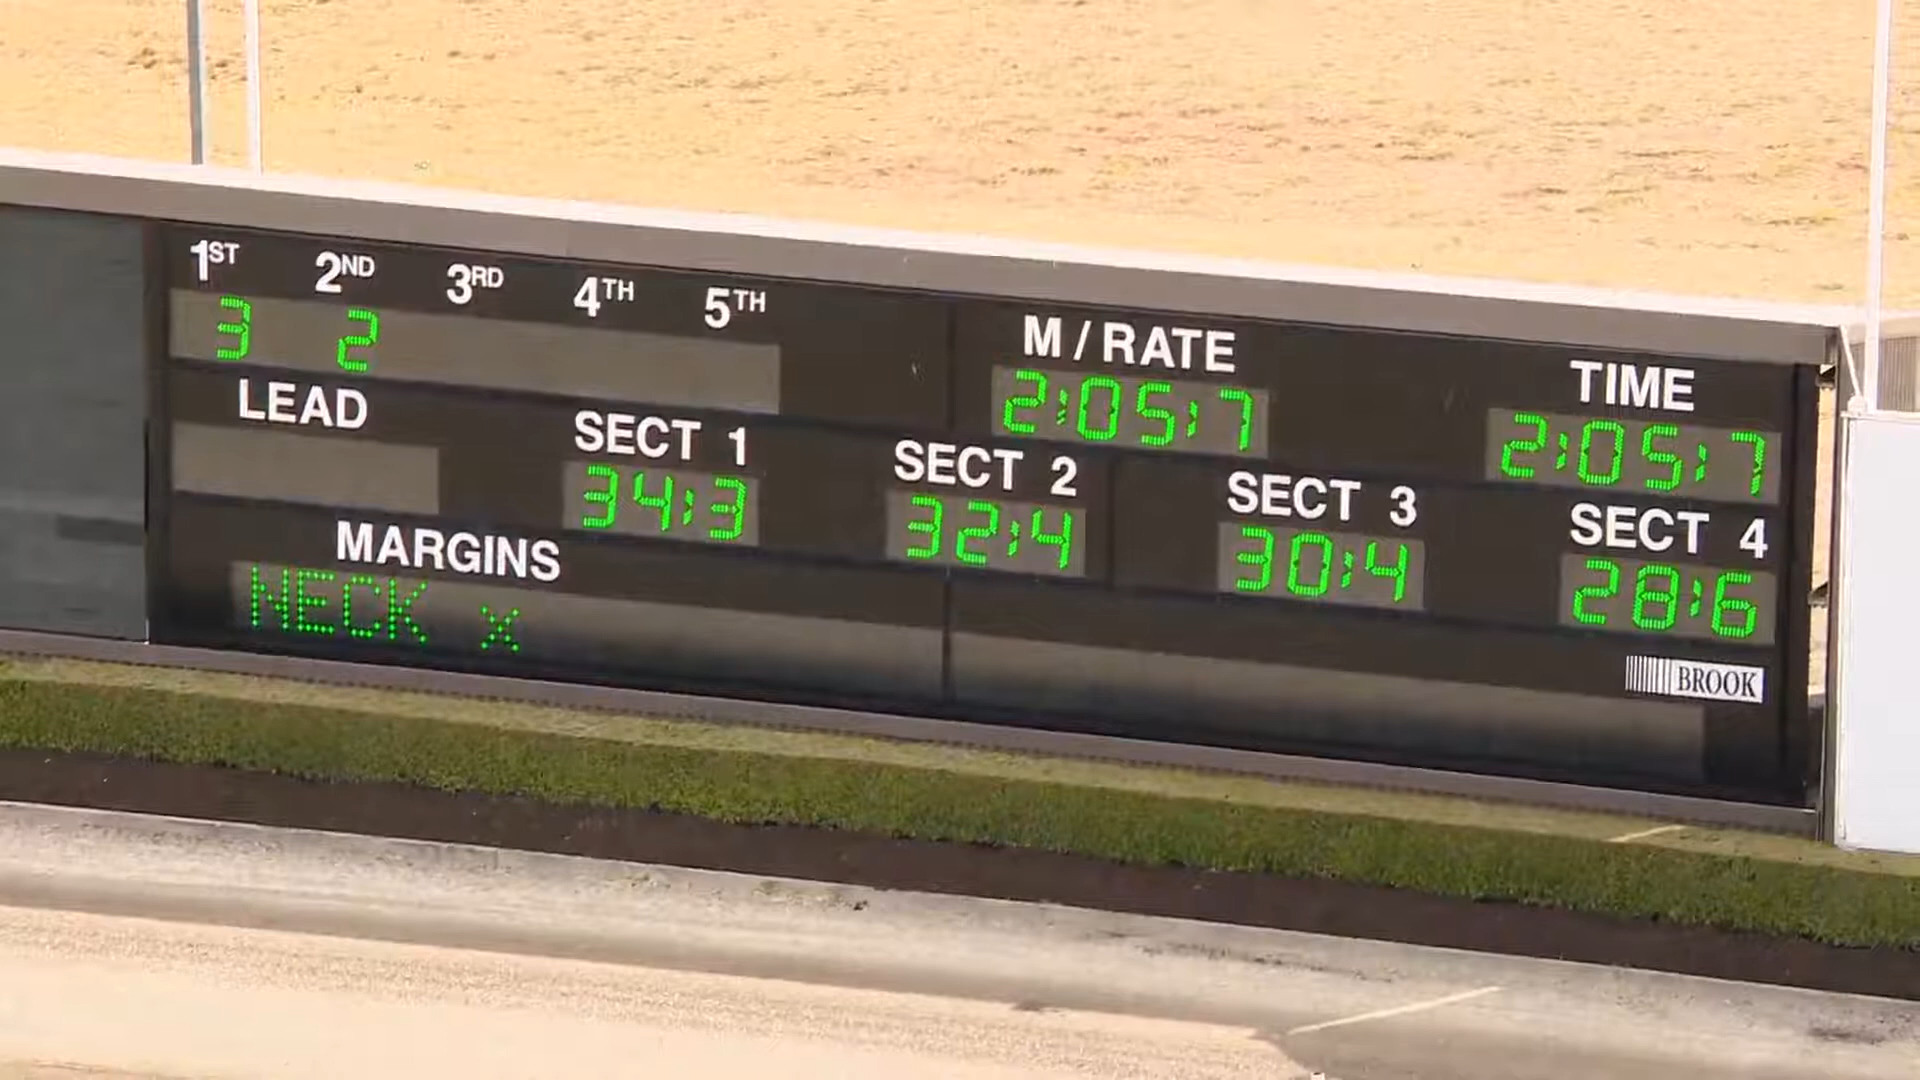 1ST 2ND 3RD 4TH 5TH
3 2
M / RATE
2:05:7
TIME
2:05:7
LEAD
SECT 1
34:3
SECT 2
32:4
SECT 3
30:4
SECT 4
28:6
MARGINS
NECK x
BROOK